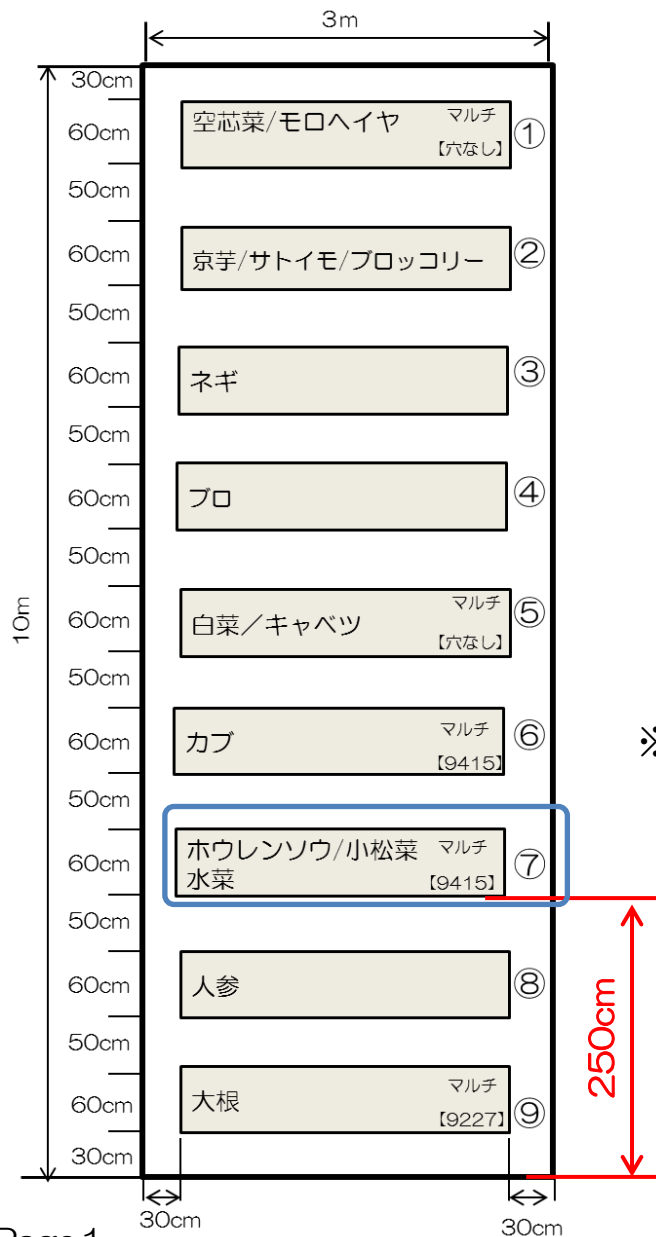 3m
30cm
60cm
空芯菜/モロヘイヤ マルチ
【穴なし】
①
50cm
60cm
京芋/サトイモ/ブロッコリー
②
50cm
60cm
ネギ
③
50cm
60cm
ブロ
④
50cm
10m
60cm
白菜／キャベツ マルチ
【穴なし】
⑤
50cm
60cm
カブ マルチ
【9415】
⑥
※
50cm
60cm
ホウレンソウ/小松菜 マルチ
水菜 【9415】
⑦
50cm
60cm
人参
⑧
250cm
50cm
60cm
大根 マルチ
【9227】
⑨
30cm
30cm
30cm